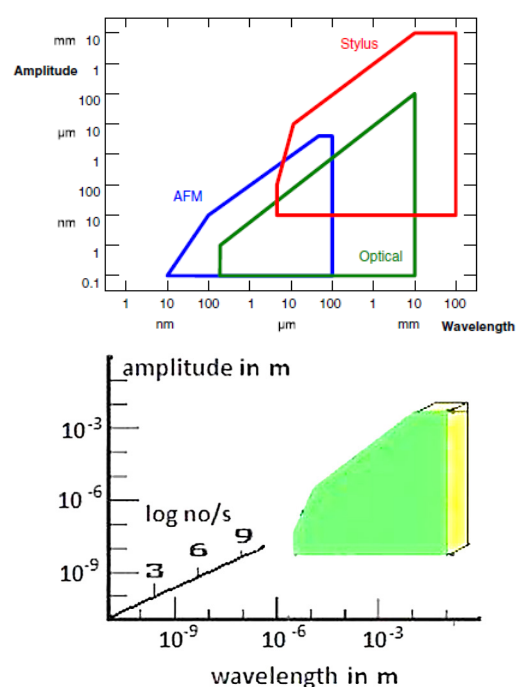 mm 10
Stylus
Amplitude 1
100
µm 10
1
AFM
100
nm 10
1
Optical
0.1
1 10 100 1 10 100 1 10 100
nm µm mm Wavelength
amplitude in m
10-3
10-6
log no/s
3 6 9
10-9
10-9 10-6 10-3
wavelength in m